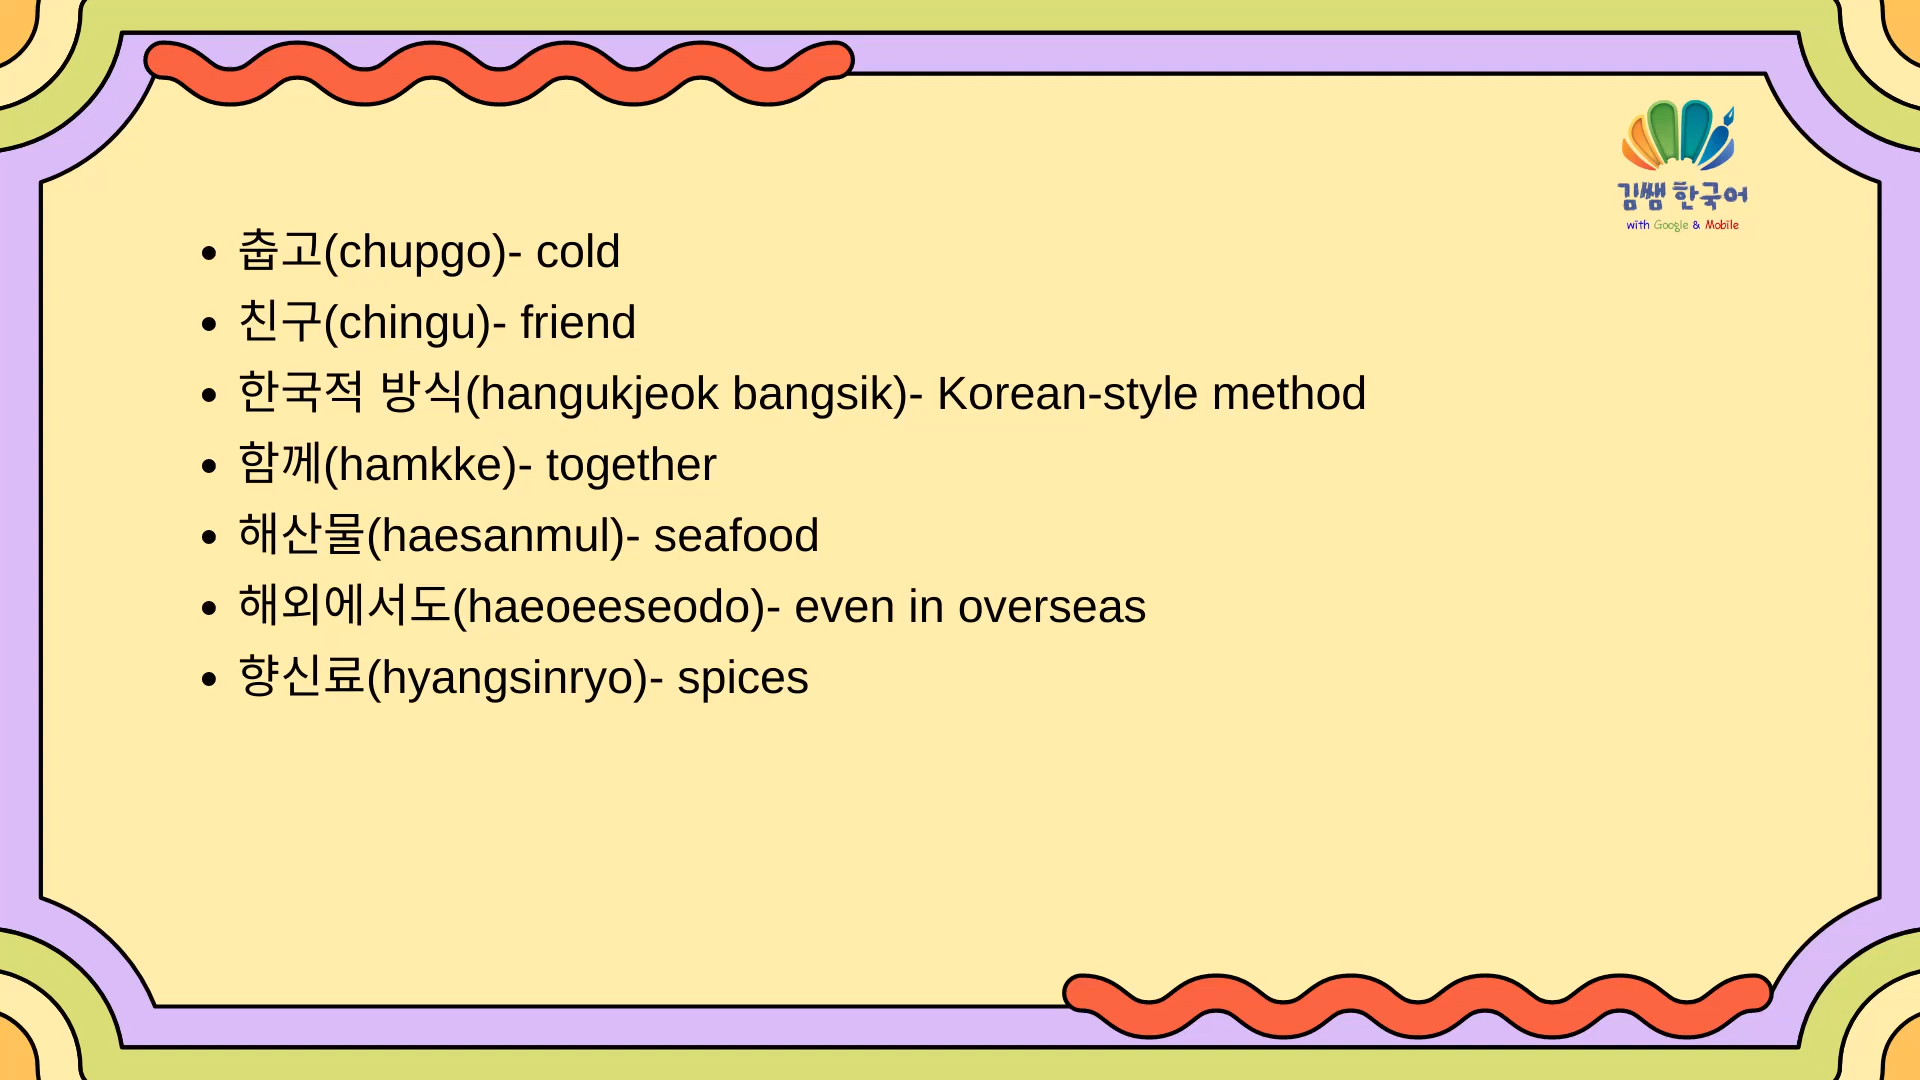 김쌤 한국어
with Google & Mobile
• 춥고(chupgo)- cold
• 친구(chingu)- friend
• 한국적 방식(hangukjeok bangsik)- Korean-style method
• 함께(hamkke)- together
• 해산물(haesanmul)- seafood
• 해외에서도(haeoeeseodo)- even in overseas
• 향신료(hyangsinryo)- spices